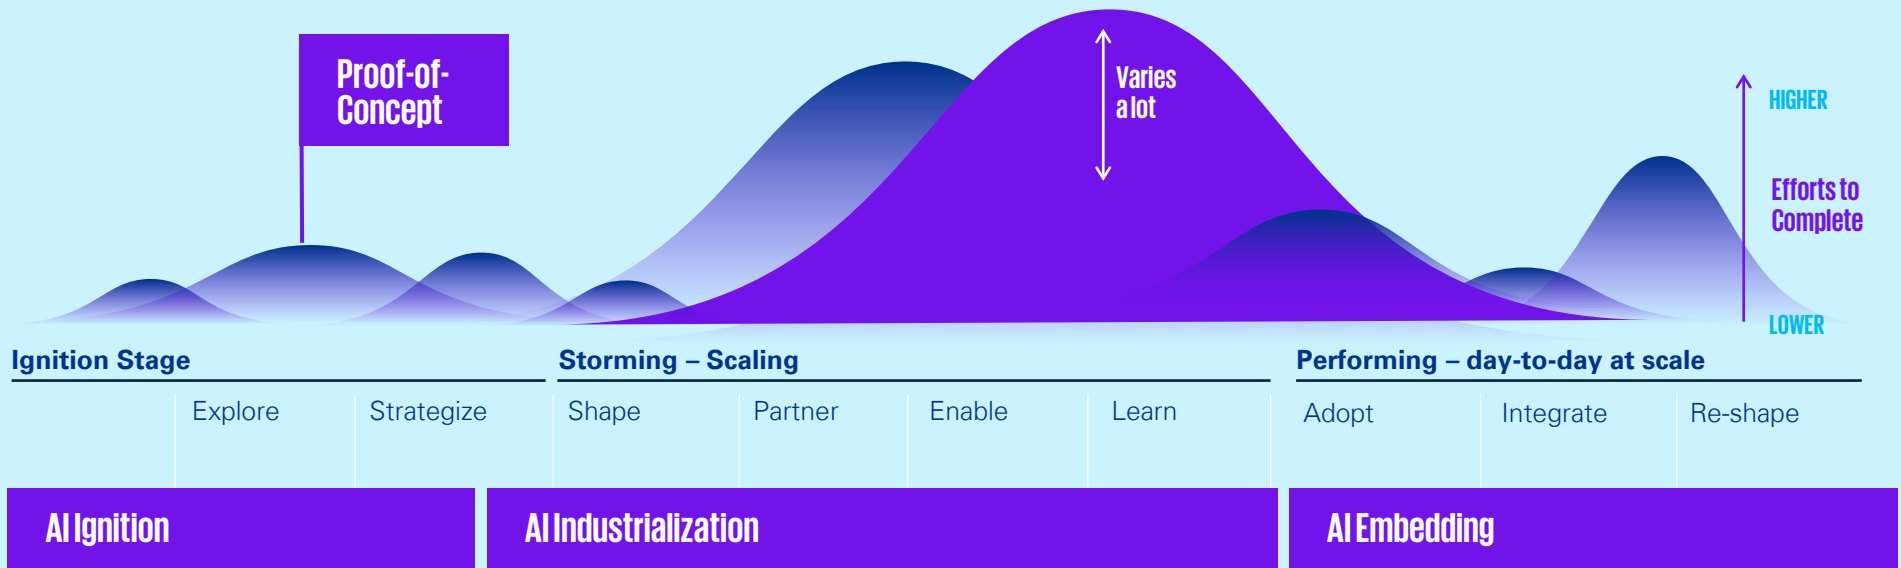 Proof-of-
Concept
Varies
a lot
HIGHER
Efforts to
Complete
LOWER
Ignition Stage
Storming – Scaling
Performing – day-to-day at scale
Explore
Strategize
Shape
Partner
Enable
Learn
Adopt
Integrate
Re-shape
AI Ignition
AI Industrialization
AI Embedding